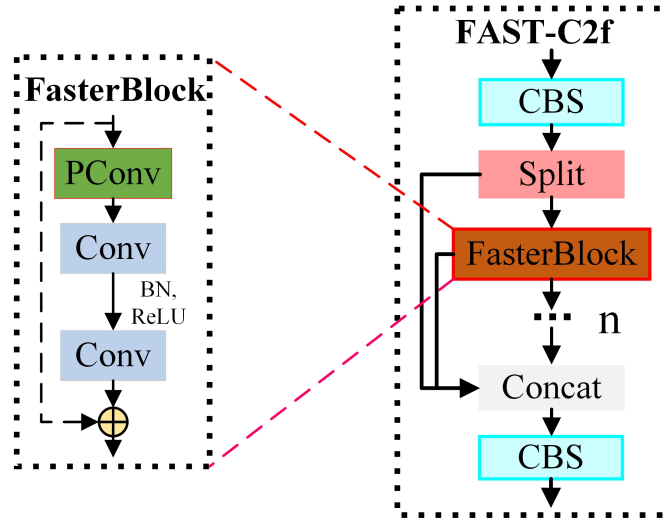 FasterBlock
PConv
Conv
BN,
ReLU
Conv
FAST-C2f
CBS
Split
FasterBlock
n
Concat
CBS